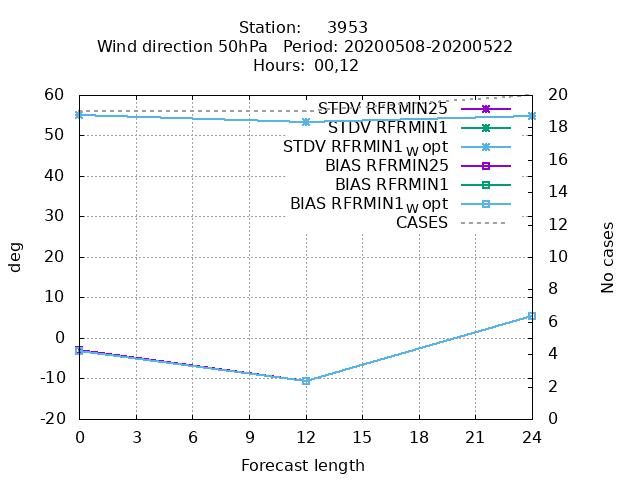 Station: 3953
Wind direction 50hPa Period: 20200508-20200522
Hours: 00,12
60
50
40
30
20
10
0
-10
-20
deg
STDV RFRMIN25
STDV RFRMIN1
STDV RFRMIN1w opt
BIAS RFRMIN25
BIAS RFRMIN1
BIAS RFRMIN1w opt
CASES
20
18
16
14
12
10
8
6
4
2
0
No cases
0 3 6 9 12 15 18 21 24
Forecast length